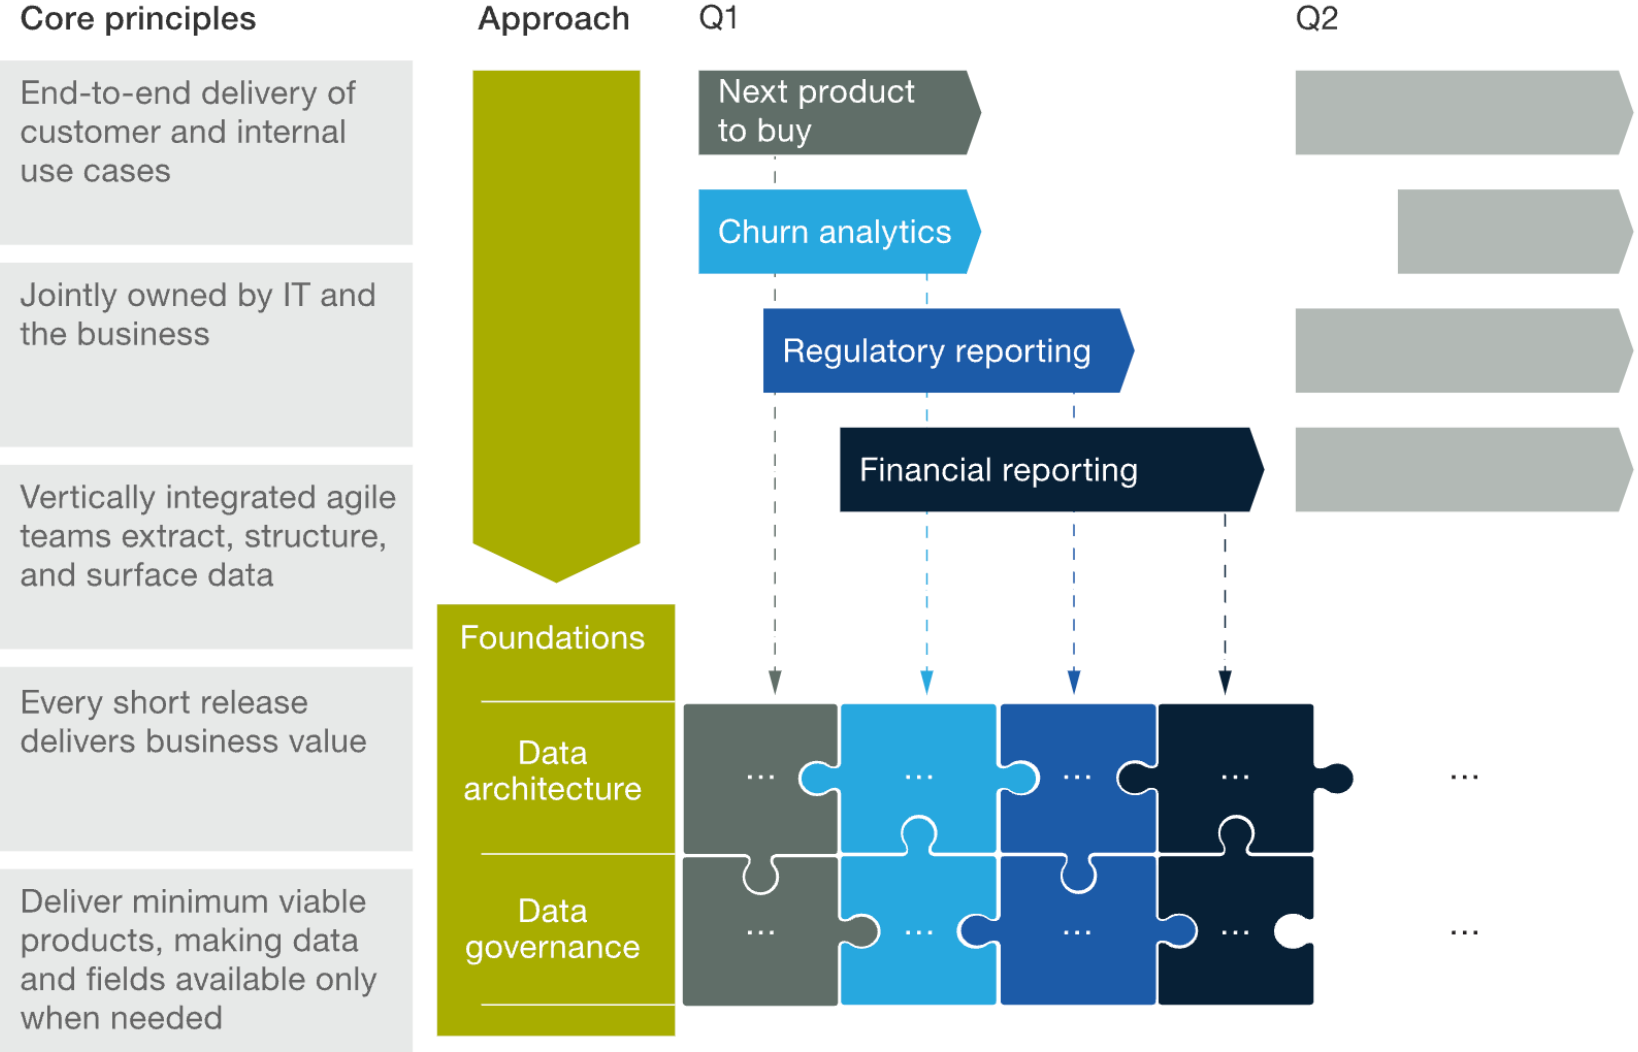 Core principles
Approach
Q1
Q2
End-to-end delivery of
customer and internal
use cases
Jointly owned by IT and
the business
Vertically integrated agile
teams extract, structure,
and surface data
Every short release
delivers business value
Deliver minimum viable
products, making data
and fields available only
when needed
Next product
to buy
Churn analytics
Regulatory reporting
Financial reporting
Foundations
Data
architecture
... ... ... ... ...
Data
governance
... ... ... ... ...